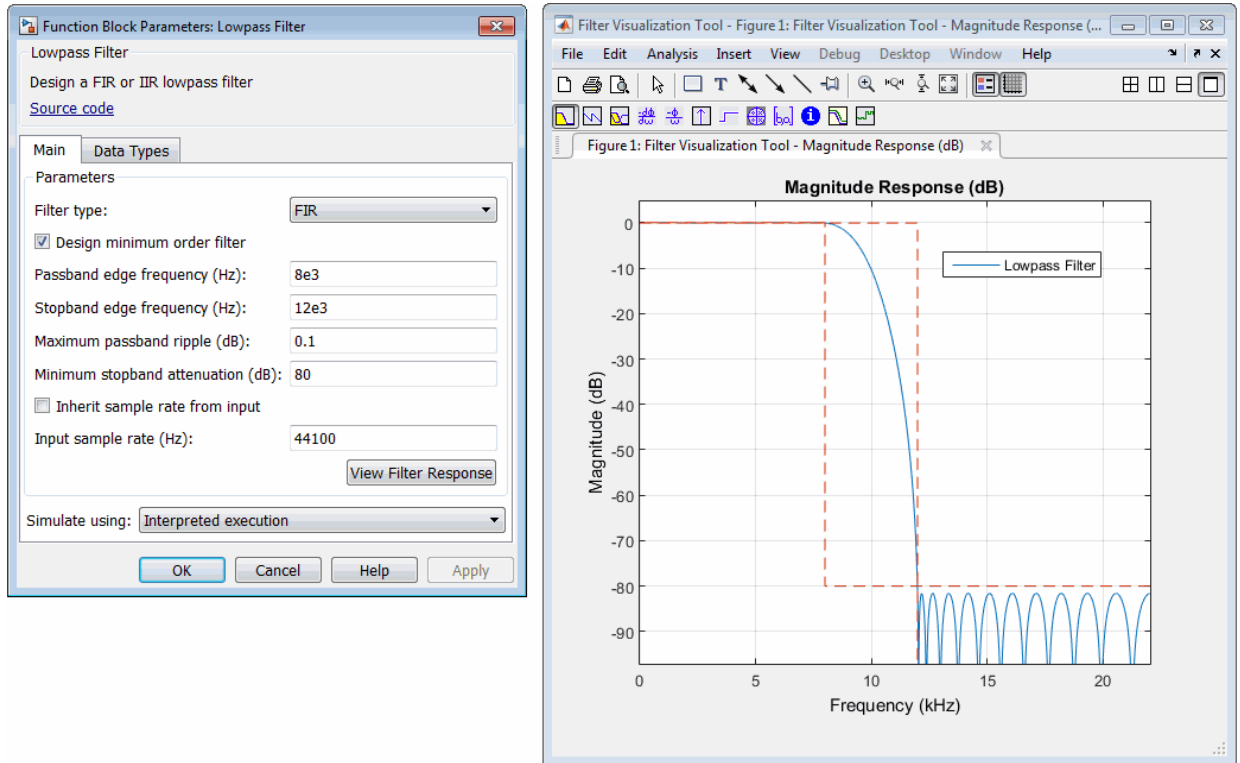 Function Block Parameters: Lowpass Filter
Lowpass Filter
Design a FIR or IIR lowpass filter
Source code
Main Data Types
Parameters
Filter type: FIR
Design minimum order filter
Passband edge frequency (Hz): 8e3
Stopband edge frequency (Hz): 12e3
Maximum passband ripple (dB): 0.1
Minimum stopband attenuation (dB): 80
Inherit sample rate from input
Input sample rate (Hz): 44100
View Filter Response
Simulate using: Interpreted execution
OK Cancel Help Apply
Filter Visualization Tool - Figure 1: Filter Visualization Tool - Magnitude Response (...
File Edit Analysis Insert View Debug Desktop Window Help
Figure 1: Filter Visualization Tool - Magnitude Response (dB)
Magnitude Response (dB)
Lowpass Filter
Magnitude (dB)
0
-10
-20
-30
-40
-50
-60
-70
-80
-90
0 5 10 15 20
Frequency (kHz)